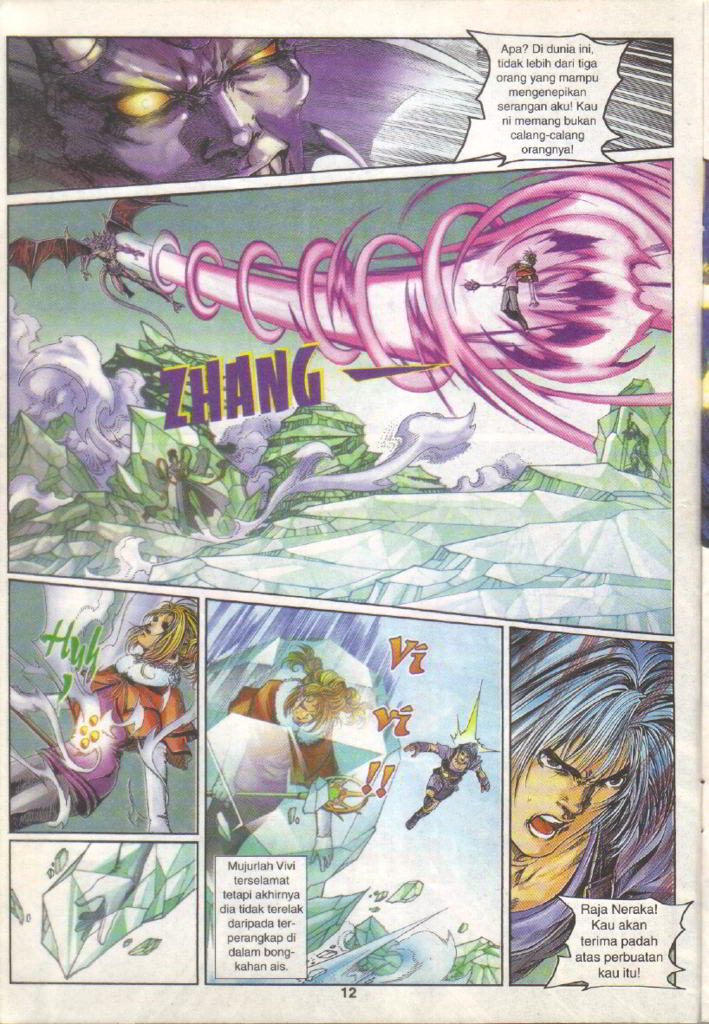 Apa? Di dunia ini,
tidak lebih dari tiga
orang yang mampu
mengenepikan
serangan aku! Kau
ni memang bukan
calang-calang
orangnya!
ZHANG
Huh
,
Vi
vi
!!
Mujurlah Vivi
terselamat
tetapi akhirnya
dia tidak terelak
daripada ter-
perangkap di
dalam bong-
kahan ais.
Raja Neraka!
Kau akan
terima padah
atas perbuatan
kau itu!
12